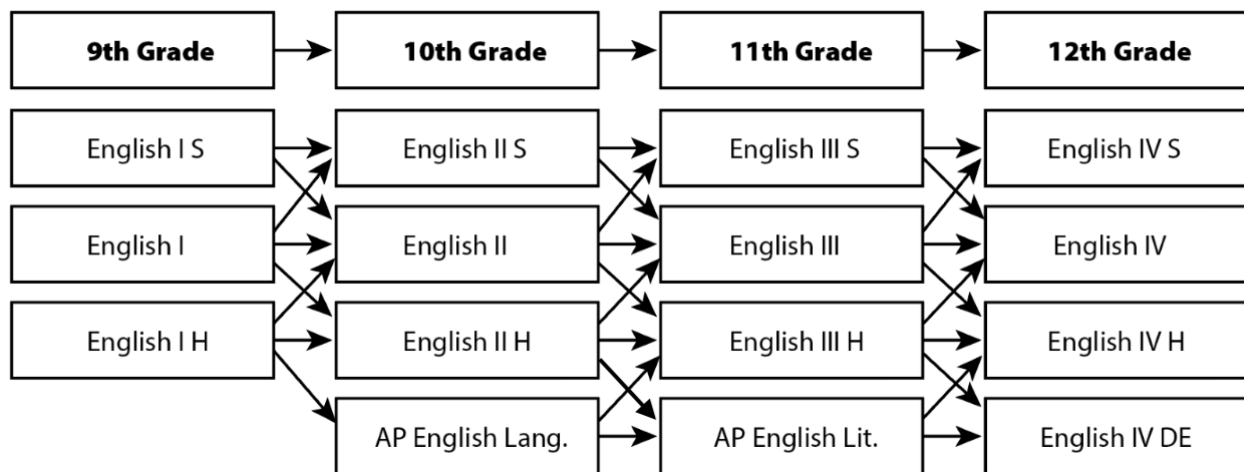 9th Grade
10th Grade
11th Grade
12th Grade
English I S
English II S
English III S
English IV S
English I
English II
English III
English IV
English I H
English II H
English III H
English IV H
AP English Lang.
AP English Lit.
English IV DE